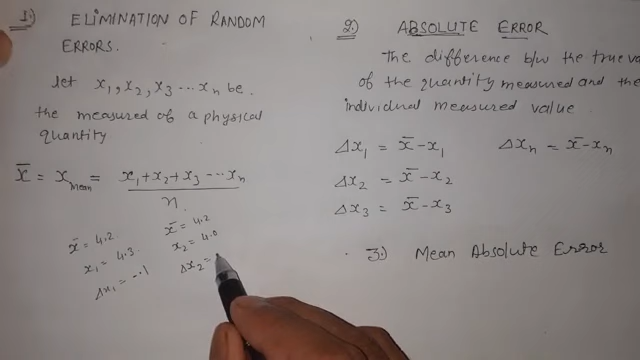 1.) ELIMINATION OF RANDOM
ERRORS.
let x₁, x₂, x₃ --- xₙ be
the measured of a physical
quantity
x̄ = x_mean = (x₁+x₂+x₃ ---xₙ)/n
x̄ = 4.2
x₁ = 4.3
Δx₁ = -.1
x̄ = 4.2
x₂ = 4.0
Δx₂ =
2.) ABSOLUTE ERROR
The difference b/w the true
of the quantity measured and the
individual measured value
Δx₁ = x̄-x₁ Δxₙ = x̄-xₙ
Δx₂ = x̄-x₂
Δx₃ = x̄-x₃
3.) Mean Absolute Error